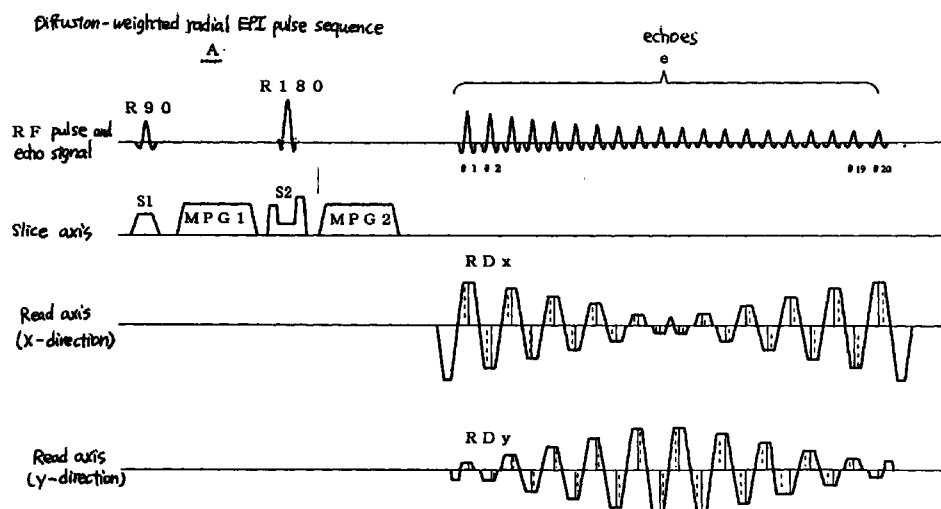 Diffusion-weighted radial EPI pulse sequence
A
echoes
e
R90
R180
RF pulse and
echo signal
#1 #2
#19 #20
S1
S2
Slice axis
MPG1
MPG2
RDx
Read axis
(x-direction)
RDy
Read axis
(y-direction)